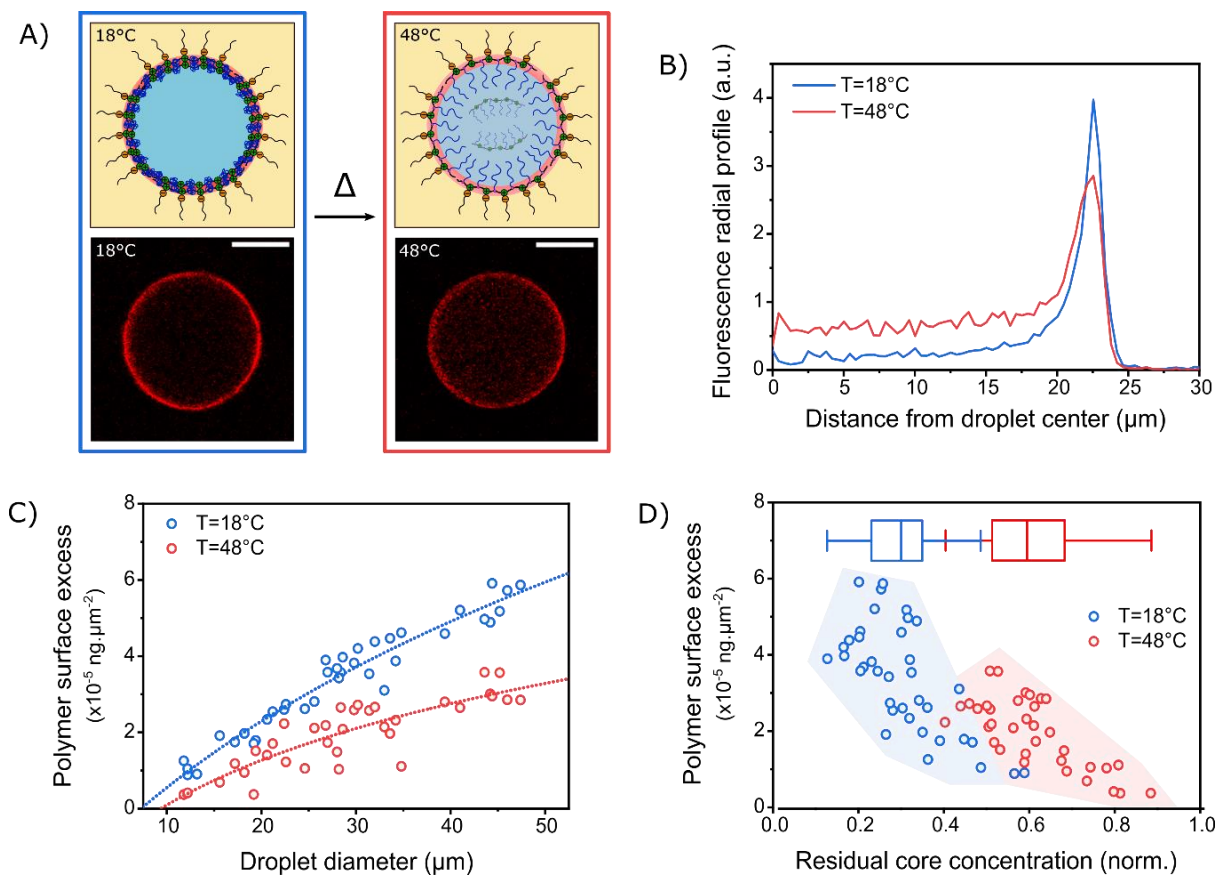 A)
18°C
48°C
Δ
18°C
48°C
B)
Fluorescence radial profile (a.u.)
4
3
2
1
0
T=18°C
T=48°C
0 5 10 15 20 25 30
Distance from droplet center (µm)
C)
Polymer surface excess
(x10⁻⁵ ng.µm⁻²)
8
6
4
2
0
T=18°C
T=48°C
10 20 30 40 50
Droplet diameter (µm)
D)
Polymer surface excess
(x10⁻⁵ ng.µm⁻²)
8
6
4
2
0
T=18°C
T=48°C
0.0 0.2 0.4 0.6 0.8 1.0
Residual core concentration (norm.)